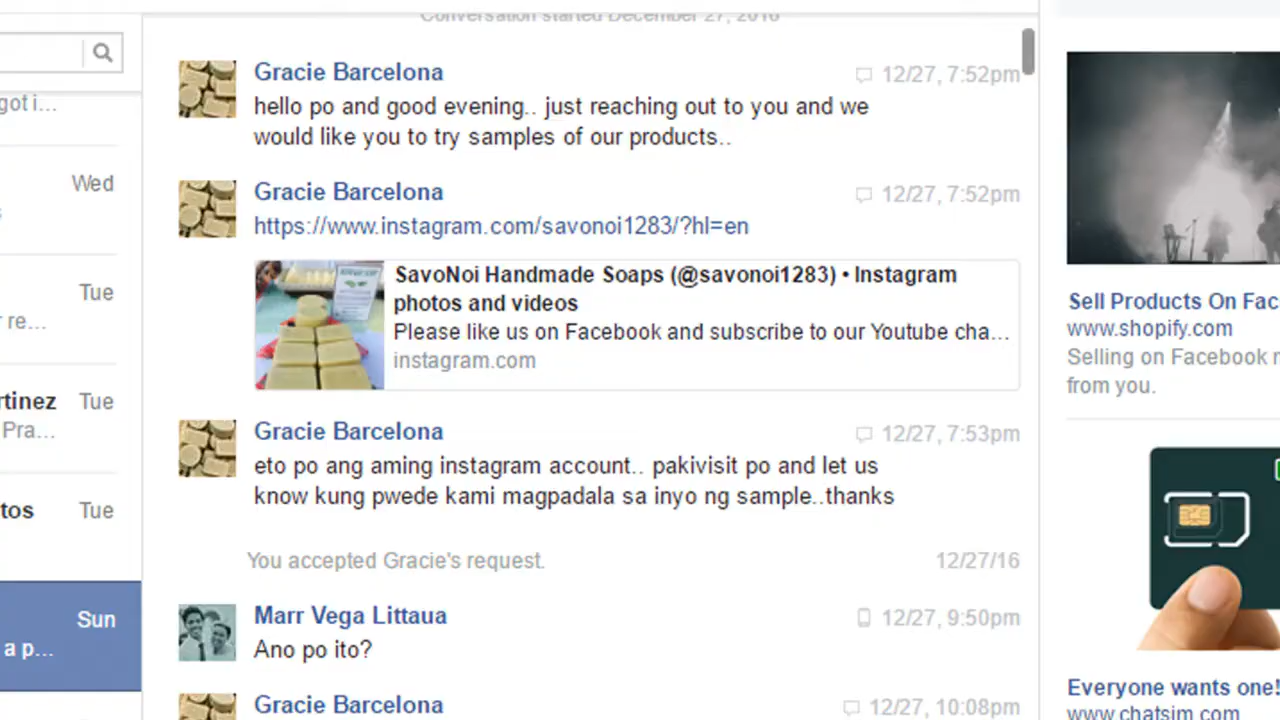 Conversation started December 27, 2016
got i...
Wed
Tue
r re...
rtinez Tue
Pra...
tos Tue
Sun
a p...
Gracie Barcelona 12/27, 7:52pm
hello po and good evening.. just reaching out to you and we
would like you to try samples of our products..
Gracie Barcelona 12/27, 7:52pm
https://www.instagram.com/savonoi1283/?hl=en
SavoNoi Handmade Soaps (@savonoi1283) • Instagram
photos and videos
Please like us on Facebook and subscribe to our Youtube cha...
instagram.com
Gracie Barcelona 12/27, 7:53pm
eto po ang aming instagram account.. pakivisit po and let us
know kung pwede kami magpadala sa inyo ng sample..thanks
You accepted Gracie's request. 12/27/16
Marr Vega Littaua 12/27, 9:50pm
Ano po ito?
Gracie Barcelona 12/27, 10:08pm
Sell Products On Fac
www.shopify.com
Selling on Facebook r
from you.
Everyone wants one!
www.chatsim.com